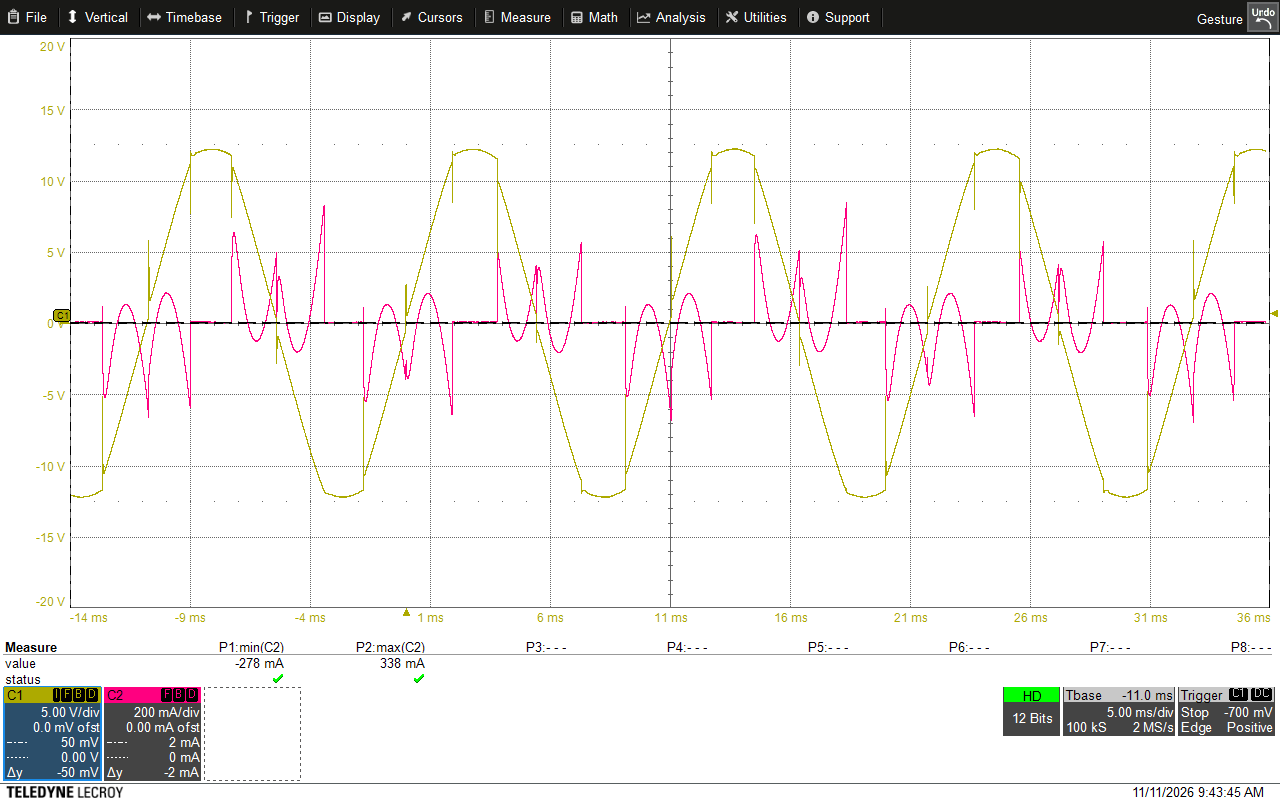 File Vertical Timebase Trigger Display Cursors Measure Math Analysis Utilities Support Gesture Undo
20 V
15 V
10 V
5 V
C1
0 V
-5 V
-10 V
-15 V
-20 V
-14 ms -9 ms -4 ms 1 ms 6 ms 11 ms 16 ms 21 ms 26 ms 31 ms 36 ms
Measure P1:min(C2) P2:max(C2) P3:- - - P4:- - - P5:- - - P6:- - - P7:- - - P8:- - -
value -278 mA 338 mA
status
C1 I F B D
5.00 V/div
0.0 mV ofst
50 mV
0.00 V
Δy -50 mV
C2 F B D
200 mA/div
0.00 mA ofst
2 mA
0 mA
Δy -2 mA
HD
12 Bits
Tbase -11.0 ms
5.00 ms/div
100 kS 2 MS/s
Trigger C1 DC
Stop -700 mV
Edge Positive
TELEDYNE LECROY 11/11/2026 9:43:45 AM